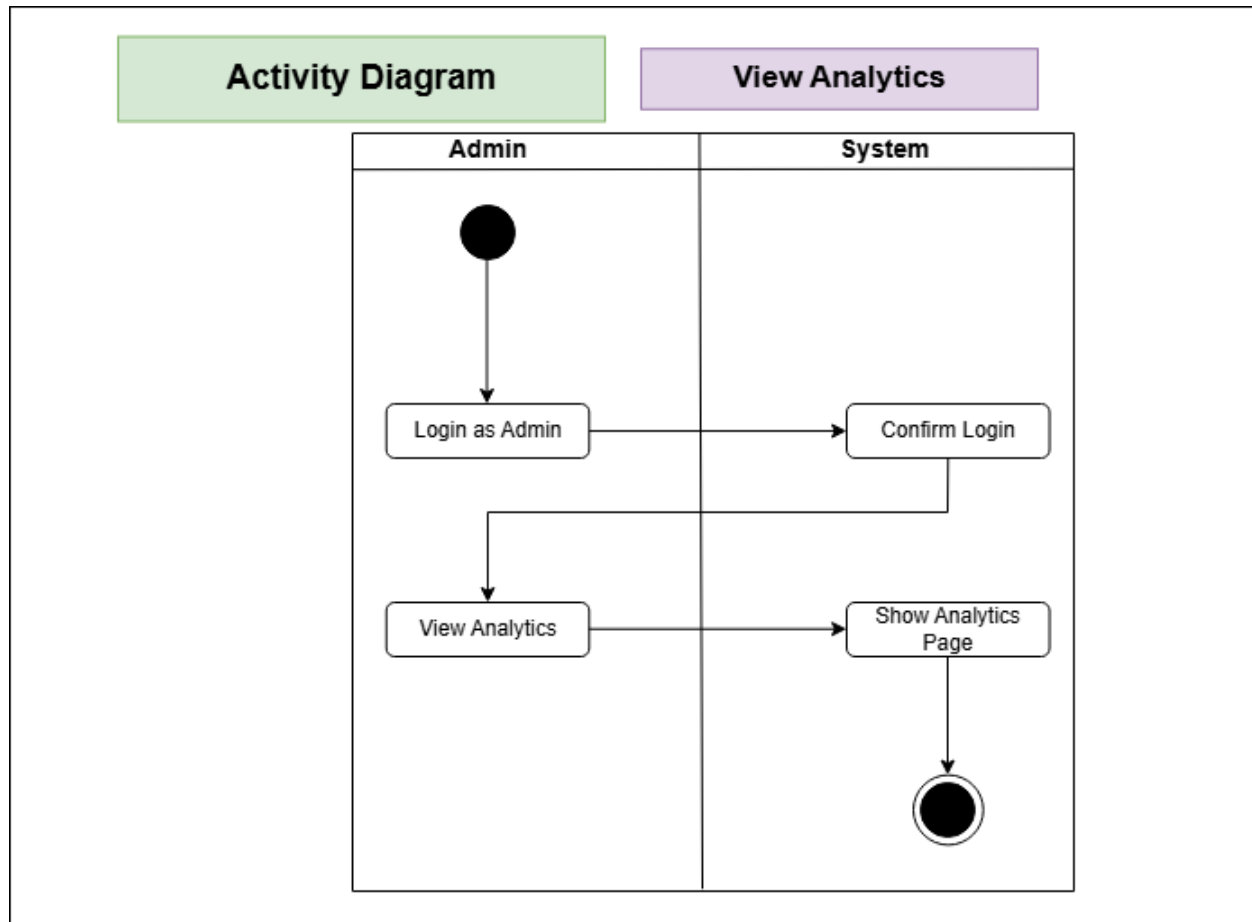 Activity Diagram
View Analytics
Admin
System
Login as Admin
Confirm Login
View Analytics
Show Analytics
Page